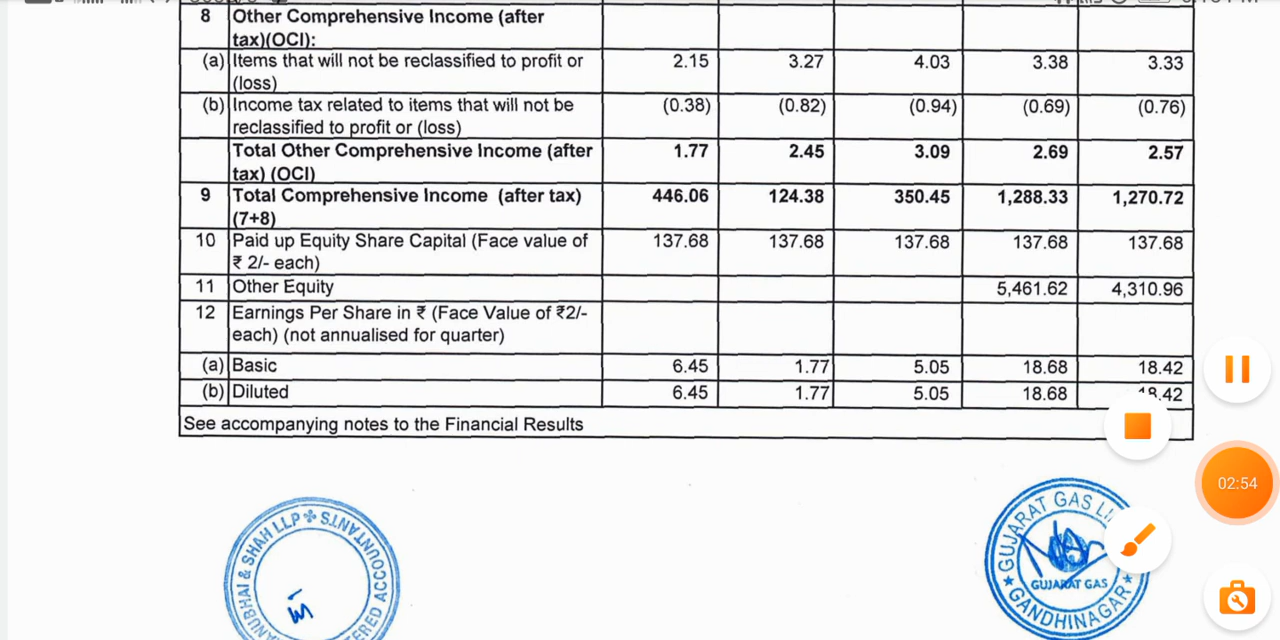 8 Other Comprehensive Income (after
tax)(OCI):
(a) Items that will not be reclassified to profit or 2.15 3.27 4.03 3.38 3.33
(loss)
(b) Income tax related to items that will not be (0.38) (0.82) (0.94) (0.69) (0.76)
reclassified to profit or (loss)
Total Other Comprehensive Income (after 1.77 2.45 3.09 2.69 2.57
tax) (OCI)
9 Total Comprehensive Income (after tax) 446.06 124.38 350.45 1,288.33 1,270.72
(7+8)
10 Paid up Equity Share Capital (Face value of 137.68 137.68 137.68 137.68 137.68
₹ 2/- each)
11 Other Equity 5,461.62 4,310.96
12 Earnings Per Share in ₹ (Face Value of ₹2/-
each) (not annualised for quarter)
(a) Basic 6.45 1.77 5.05 18.68 18.42
(b) Diluted 6.45 1.77 5.05 18.68 18.42
See accompanying notes to the Financial Results
02:54
& SHAH LLP
GUJARAT GAS
GUJARAT GAS
GANDHINAGAR